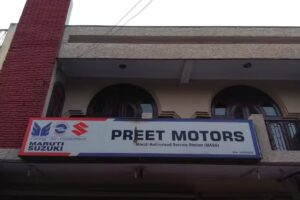 PREET MOTORS
MARUTI
SUZUKI
Maruti Authorised Service Station (MASS)